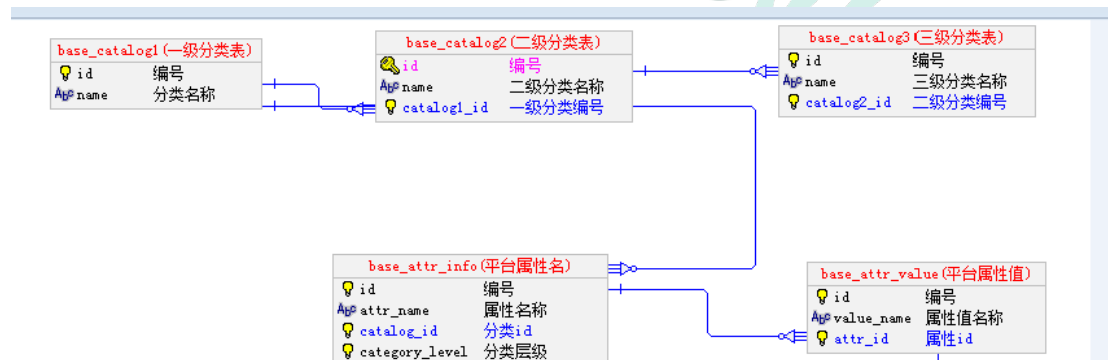 base_catalog1(一级分类表)
id 编号
name 分类名称
base_catalog2(二级分类表)
id 编号
name 二级分类名称
catalog1_id 一级分类编号
base_catalog3(三级分类表)
id 编号
name 三级分类名称
catalog2_id 二级分类编号
base_attr_info(平台属性名)
id 编号
attr_name 属性名称
catalog_id 分类id
category_level 分类层级
base_attr_value(平台属性值)
id 编号
value_name 属性值名称
attr_id 属性id